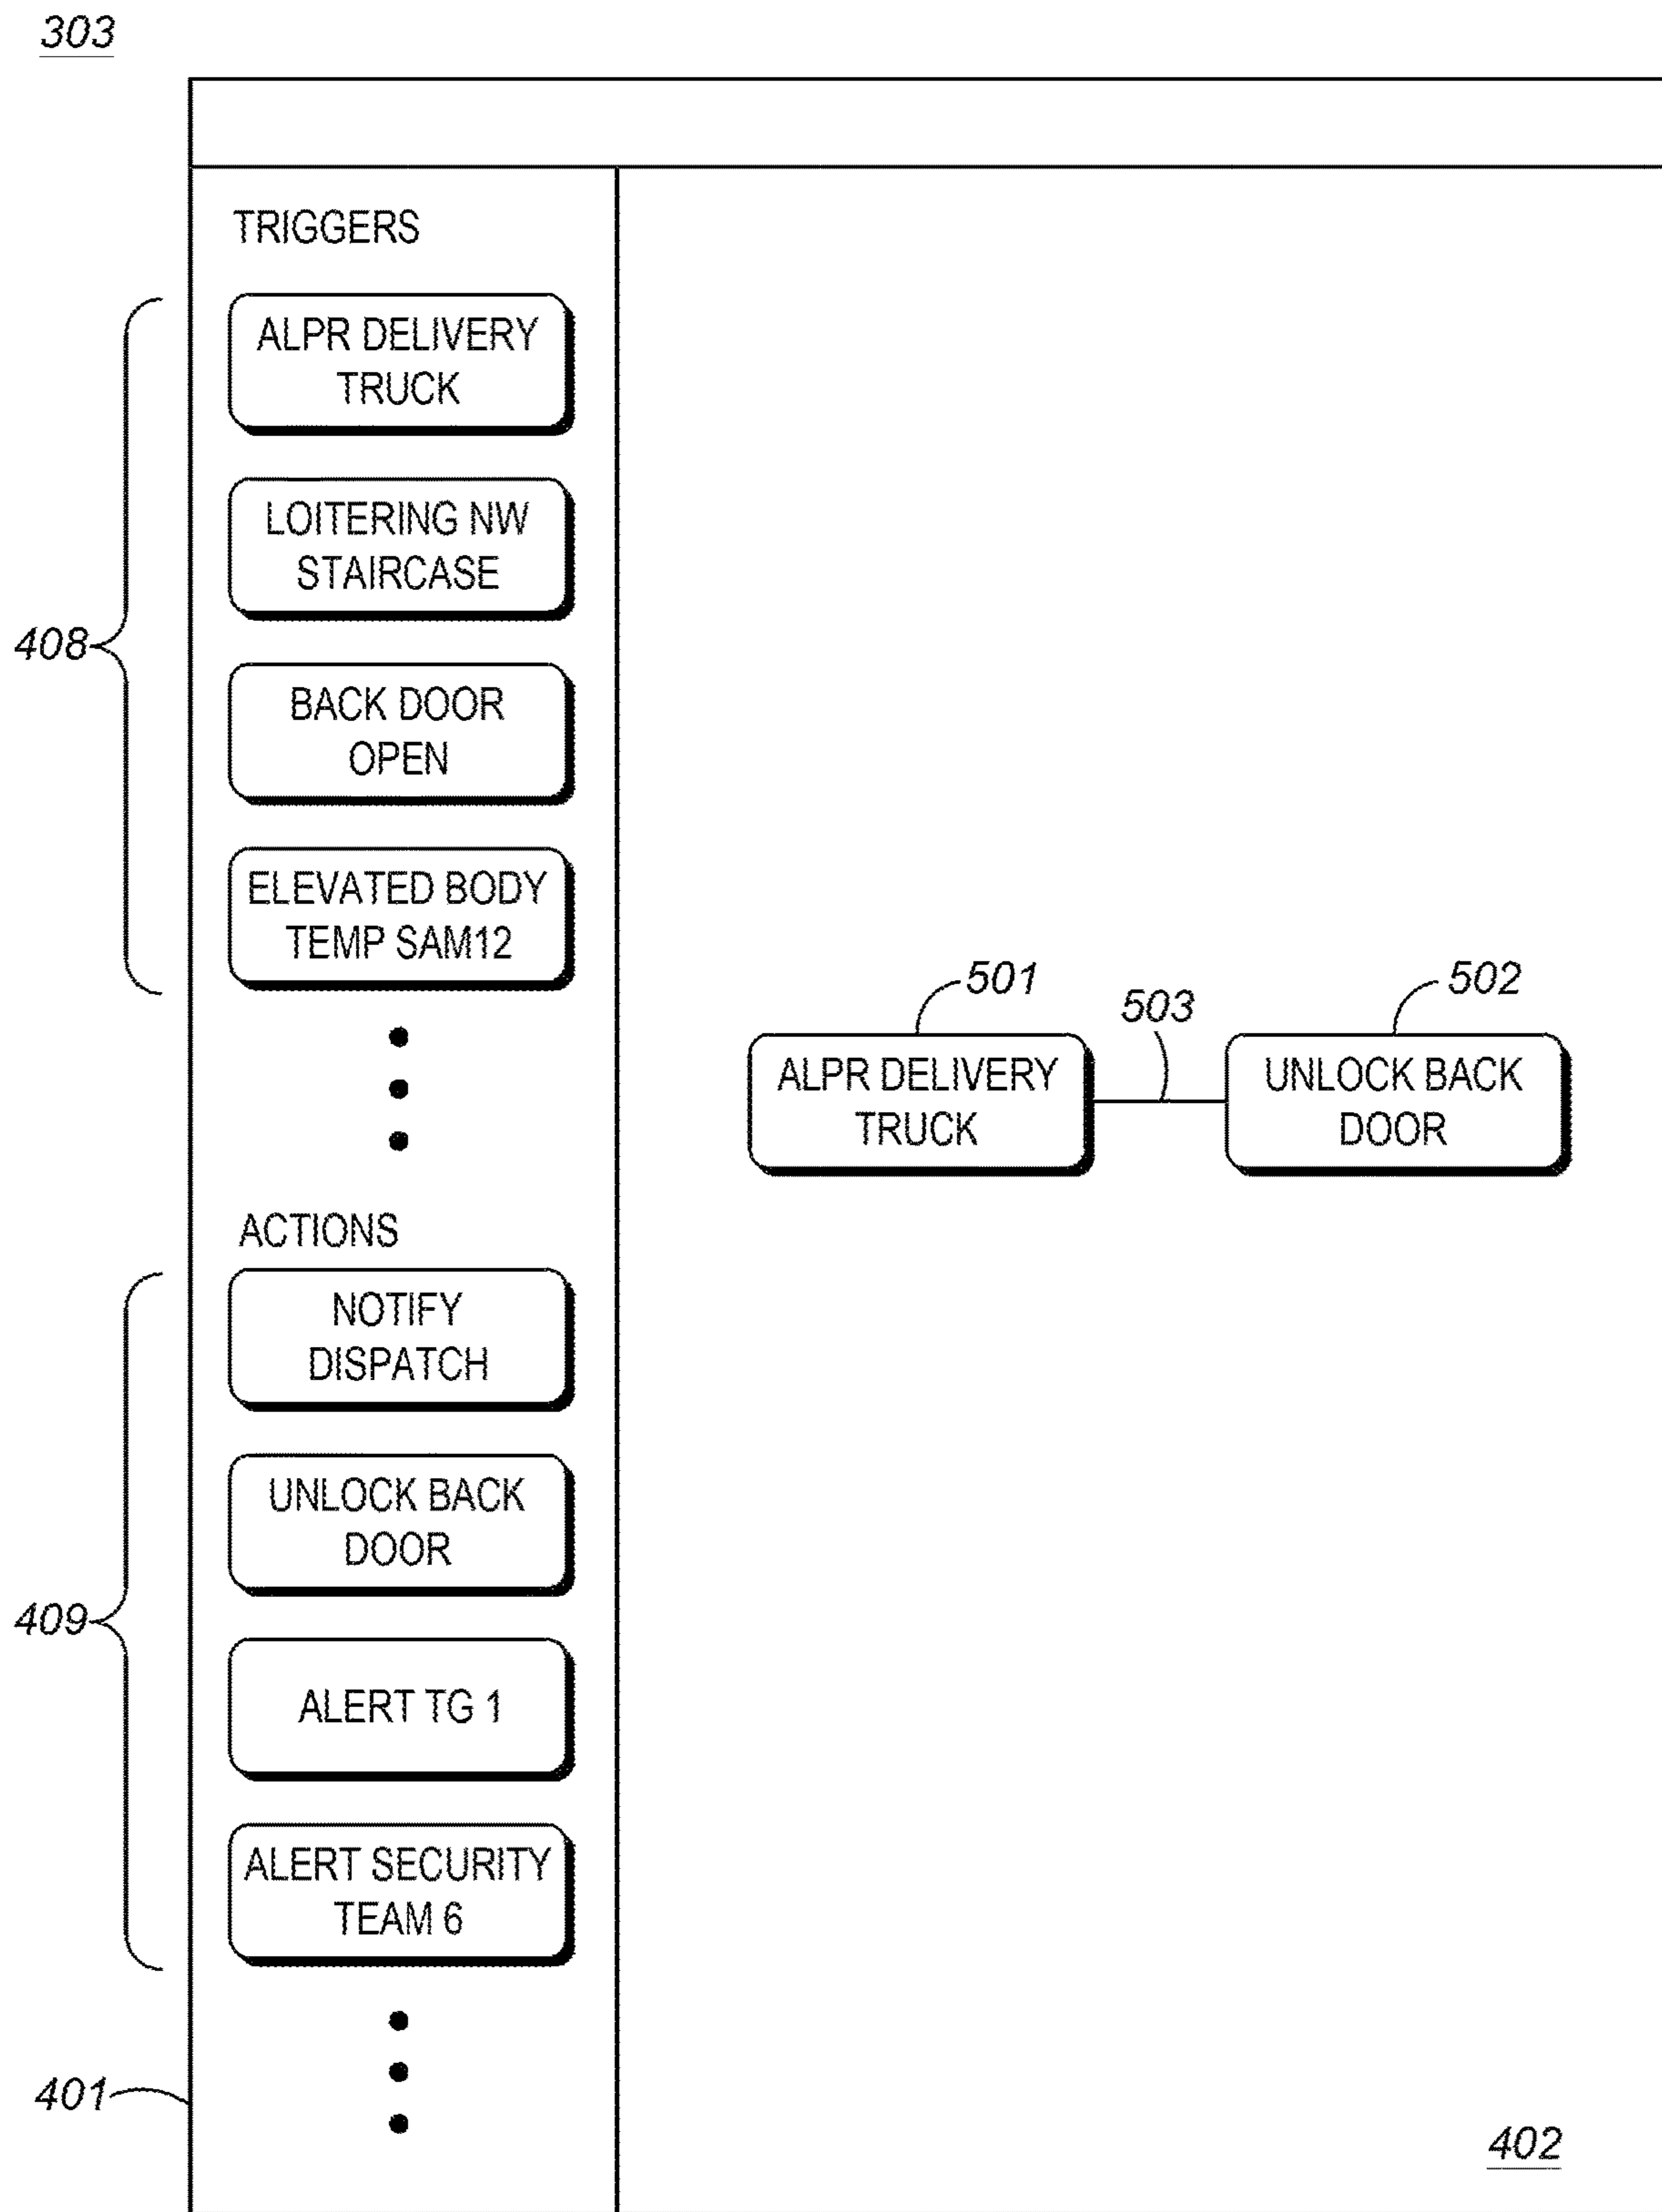 303
TRIGGERS
ALPR DELIVERY
TRUCK
LOITERING NW
STAIRCASE
408
BACK DOOR
OPEN
ELEVATED BODY
TEMP SAM12
ACTIONS
NOTIFY
DISPATCH
UNLOCK BACK
DOOR
409
ALERT TG 1
ALERT SECURITY
TEAM 6
401
501
503
502
ALPR DELIVERY
TRUCK
UNLOCK BACK
DOOR
402